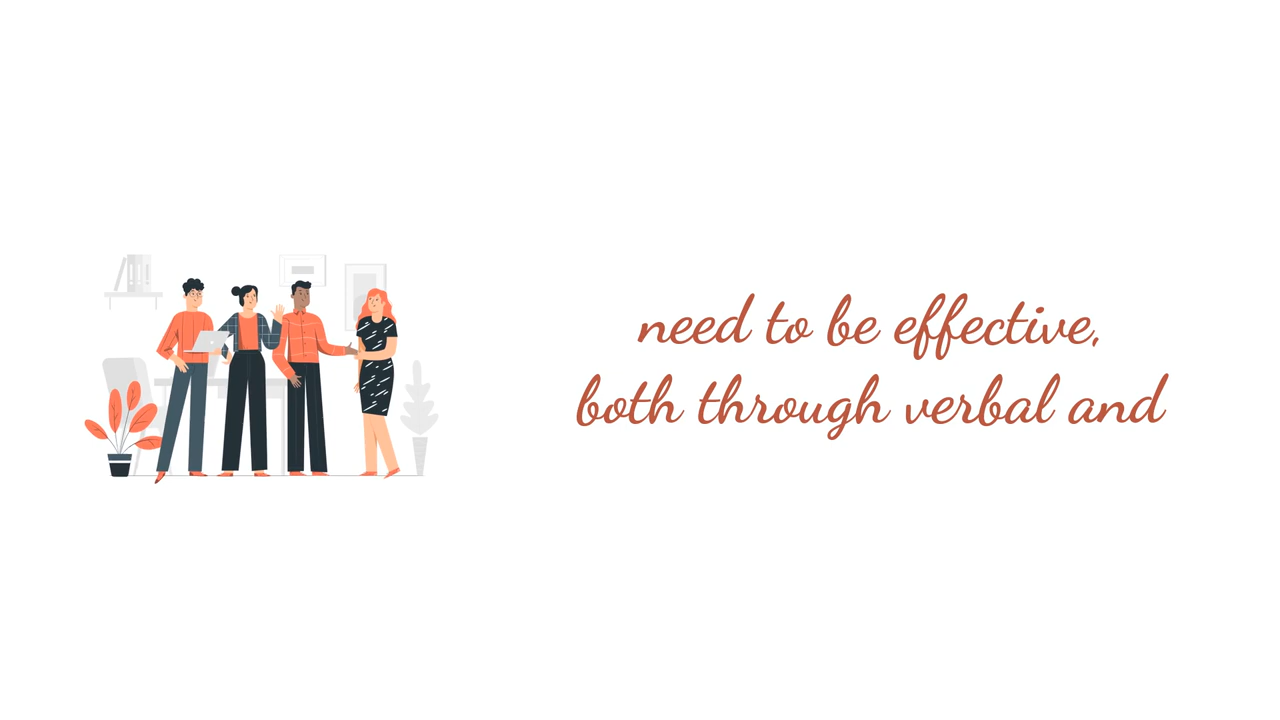 need to be effective,
both through verbal and